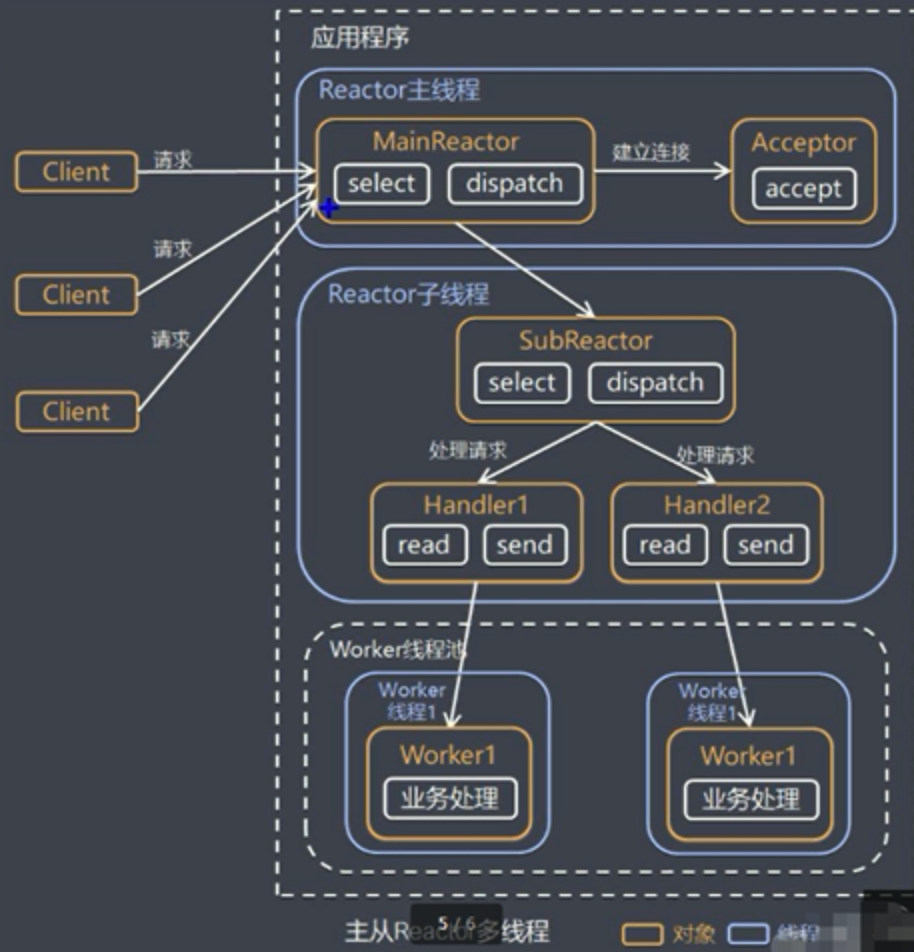 应用程序
Reactor主线程
MainReactor
select
dispatch
建立连接
Acceptor
accept
Client
请求
Client
请求
Client
请求
Reactor子线程
SubReactor
select
dispatch
处理请求
处理请求
Handler1
read
send
Handler2
read
send
Worker线程池
Worker
线程1
Worker1
业务处理
Worker
线程1
Worker1
业务处理
主从Reactor多线程
5 / 6
对象
线程